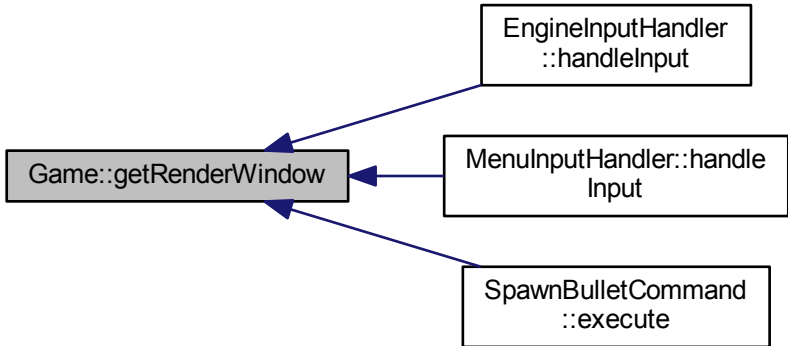 EngineInputHandler
::handleInput
Game::getRenderWindow
MenuInputHandler::handle
Input
SpawnBulletCommand
::execute